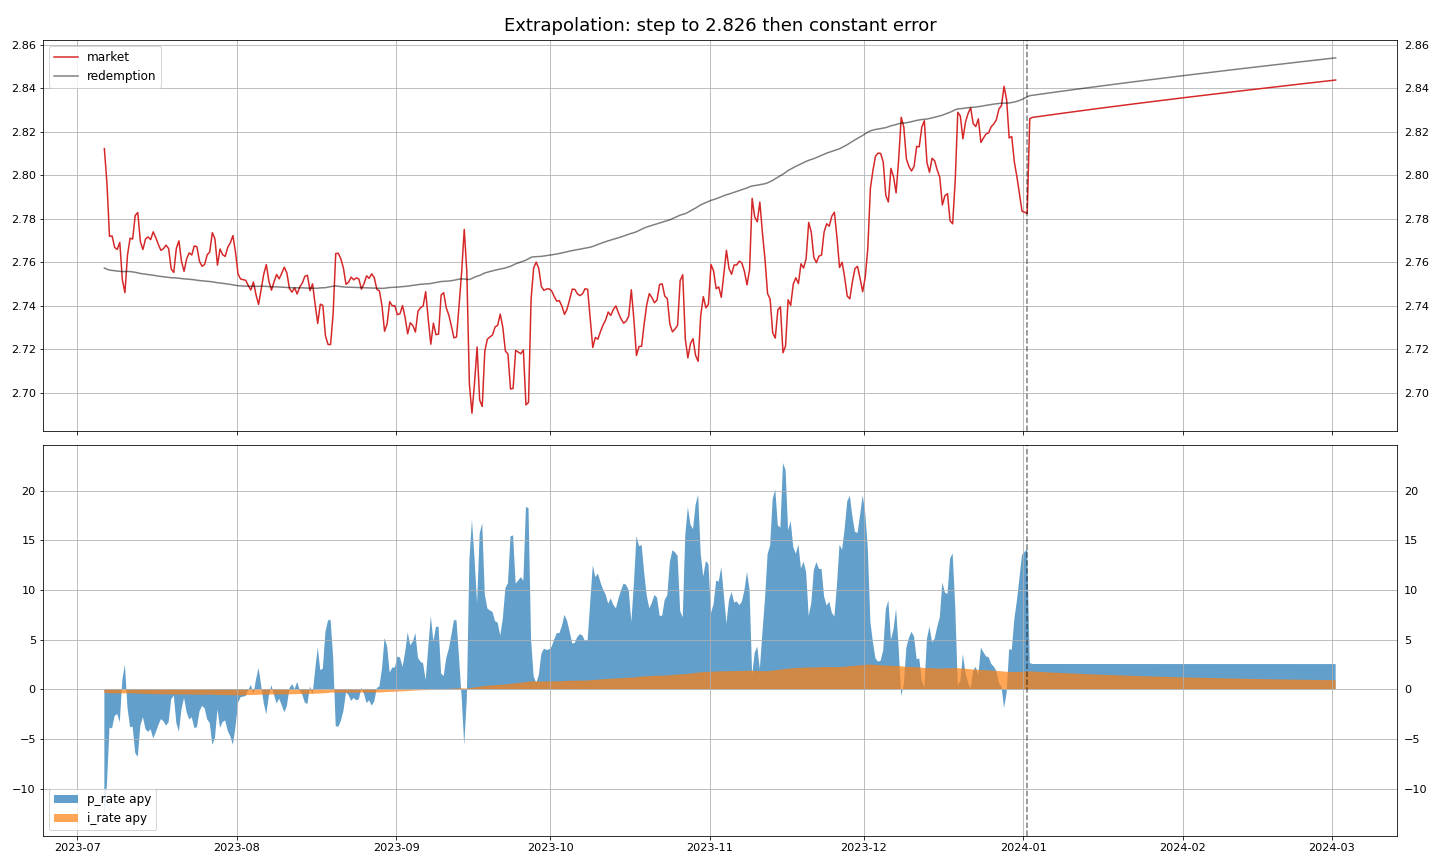 Extrapolation: step to 2.826 then constant error
2.86 2.86
market
redemption
2.84 2.84
2.82 2.82
2.80 2.80
2.78 2.78
2.76 2.76
2.74 2.74
2.72 2.72
2.70 2.70
20 20
15 15
10 10
5 5
0 0
−5 −5
−10 −10
p_rate apy
i_rate apy
2023-07 2023-08 2023-09 2023-10 2023-11 2023-12 2024-01 2024-02 2024-03